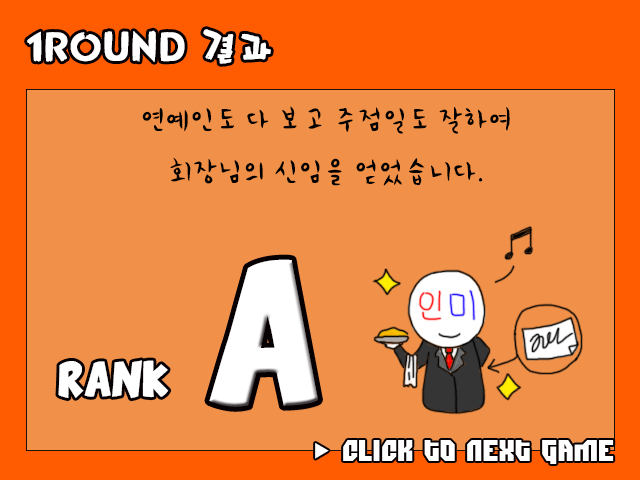 1ROUND 결과
연예인도 다 보고 주점일도 잘하여
회장님의 신임을 얻었습니다.
인미
RANK A
CLICK TO NEXT GAME